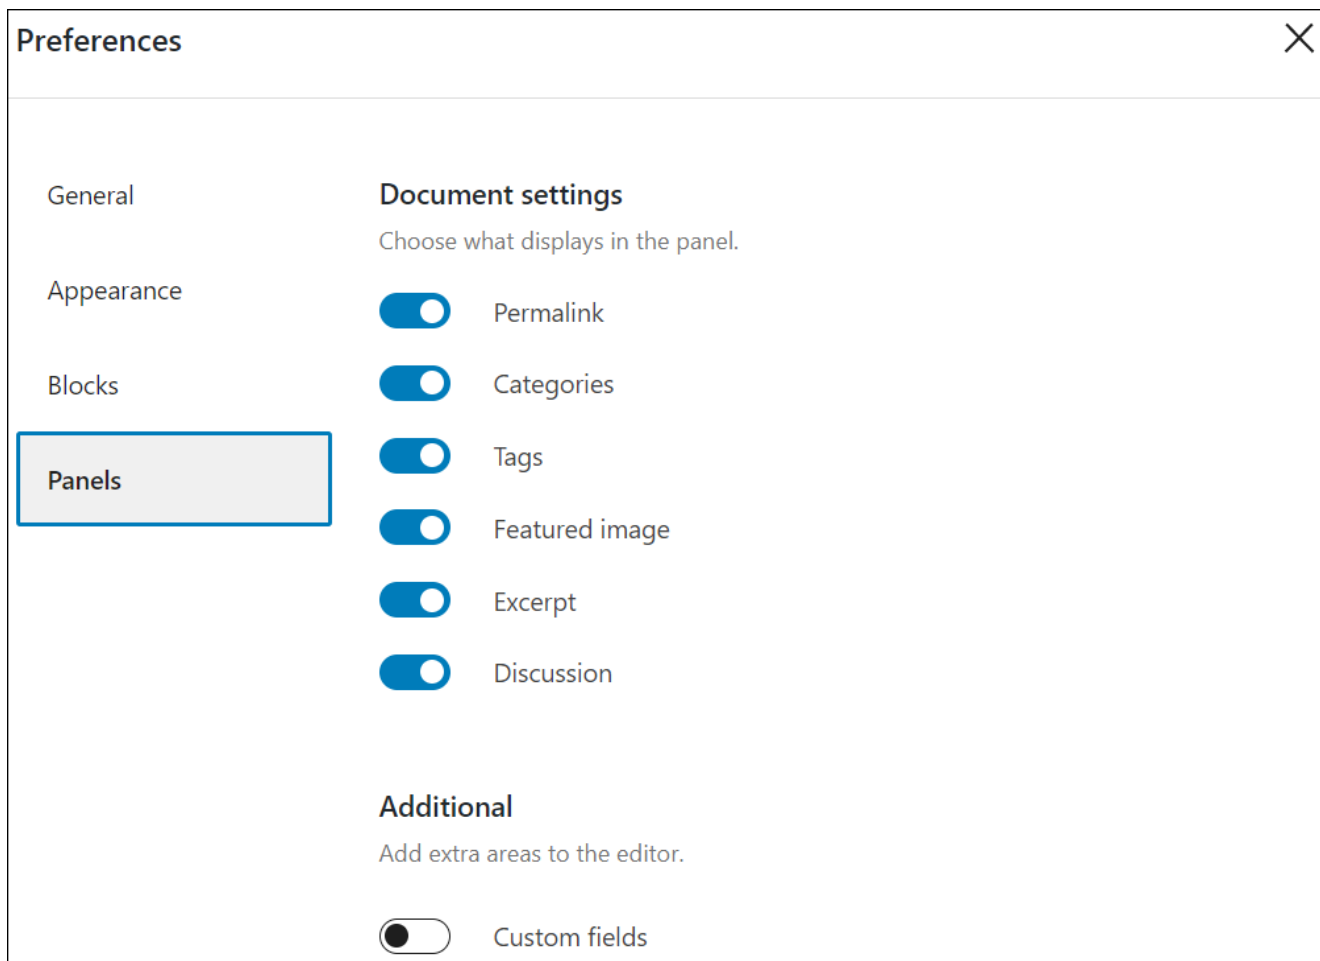 Preferences
General
Appearance
Blocks
Panels
Document settings
Choose what displays in the panel.
Permalink
Categories
Tags
Featured image
Excerpt
Discussion
Additional
Add extra areas to the editor.
Custom fields